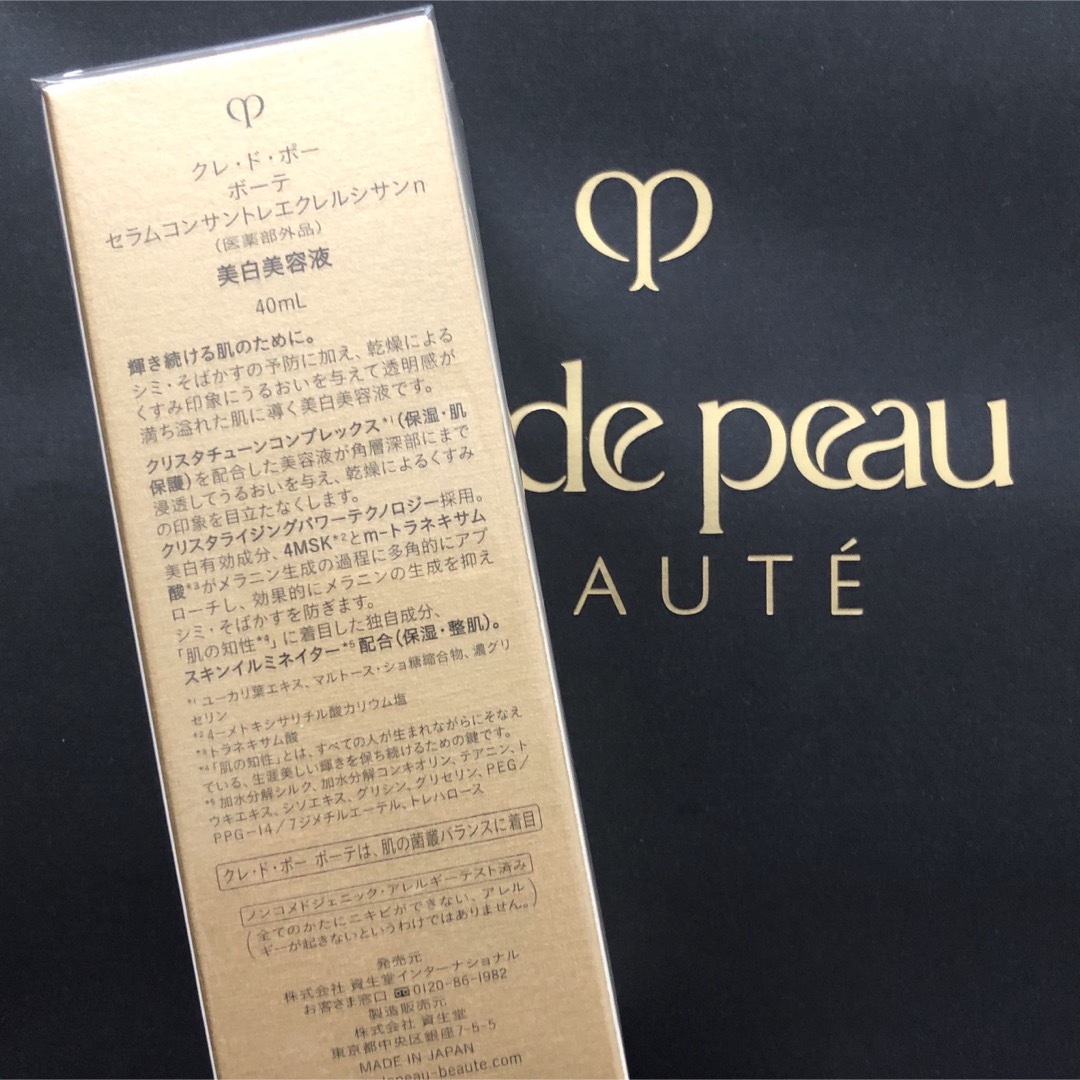 クレ・ド・ポー
ボーテ
セラムコンサントレエクレルシサンn
(医薬部外品)
美白美容液
40mL
輝き続ける肌のために。
シミ・そばかすの予防に加え、乾燥による
くすみ印象にうるおいを与えて透明感が
満ち溢れた肌に導く美白美容液です。
クリスタチューンコンプレックス*1(保湿・肌
保護)を配合した美容液が角層深部にまで
浸透してうるおいを与え、乾燥によるくすみ
の印象を目立たなくします。
クリスタライジングパワーテクノロジー採用。
美白有効成分、4MSK*2とm-トラネキサム
酸*3がメラニン生成の過程に多角的にアプ
ローチし、効果的にメラニンの生成を抑え
シミ・そばかすを防ぎます。
「肌の知性*4」に着目した独自成分、
スキンイルミネイター*5配合(保湿・整肌)。
*1 ユーカリ葉エキス、マルトース・ショ糖縮合物、濃グリ
セリン
*2 4-メトキシサリチル酸カリウム塩
*3 トラネキサム酸
*4「肌の知性」とは、すべての人が生まれながらにそなえ
ている、生涯美しい輝きを保ち続けるための鍵です。
*5 加水分解シルク、加水分解コンキオリン、テアニン、ト
ウキエキス、シソエキス、グリシン、グリセリン、PEG/
PPG-14/7ジメチルエーテル、トレハロース
クレ・ド・ポー ボーテは、肌の菌叢バランスに着目
ノンコメドジェニック・アレルギーテスト済み
(全てのかたにニキビができない、アレル
ギーが起きないというわけではありません。)
発売元
株式会社 資生堂インターナショナル
お客さま窓口 0120-86-1982
製造販売元
株式会社 資生堂
東京都中央区銀座7-5-5
MADE IN JAPAN
depeau-beaute.com
de peau
AUTÉ